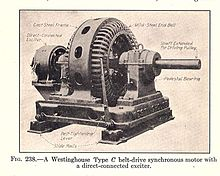 Cast-Steel Frame
Mild-Steel End Bell
Direct-Connected
Exciter
Shaft Extended
for Driving Pulley
Pedestal Bearing
Belt-Tightening
Lever
Slide Rails
FIG. 238.—A Westinghouse Type C belt-drive synchronous motor with
a direct-connected exciter.